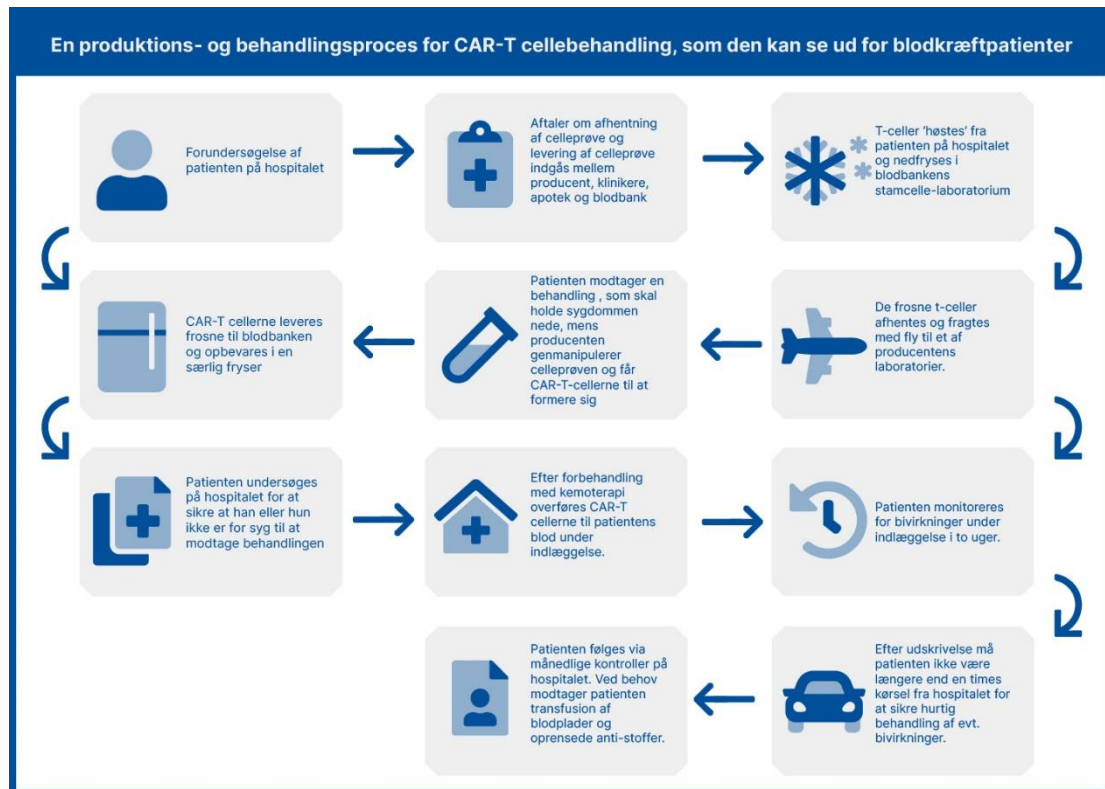 En produktions- og behandlingsproces for CAR-T cellebehandling, som den kan se ud for blodkræftpatienter
Forundersøgelse af
patienten på hospitalet
Aftaler om afhentning
af celleprøve og
levering af celleprøve
indgås mellem
producent, klinikere,
apotek og blodbank
T-celler 'høstes' fra
patienten på hospitalet
og nedfryses i
blodbankens
stamcelle-laboratorium
De frosne t-celler
afhentes og fragtes
med fly til et af
producentens
laboratorier.
Patienten modtager en
behandling , som skal
holde sygdommen
nede, mens
producenten
genmanipulerer
celleprøven og får
CAR-T-cellerne til at
formere sig
CAR-T cellerne leveres
frosne til blodbanken
og opbevares i en
særlig fryser
Patienten undersøges
på hospitalet for at
sikre at han eller hun
ikke er for syg til at
modtage behandlingen
Efter forbehandling
med kemoterapi
overføres CAR-T
cellerne til patientens
blod under
indlæggelse.
Patienten monitoreres
for bivirkninger under
indlæggelse i to uger.
Efter udskrivelse må
patienten ikke være
længere end en times
kørsel fra hospitalet for
at sikre hurtig
behandling af evt.
bivirkninger.
Patienten følges via
månedlige kontroller på
hospitalet. Ved behov
modtager patienten
transfusion af
blodplader og
oprensede anti-stoffer.